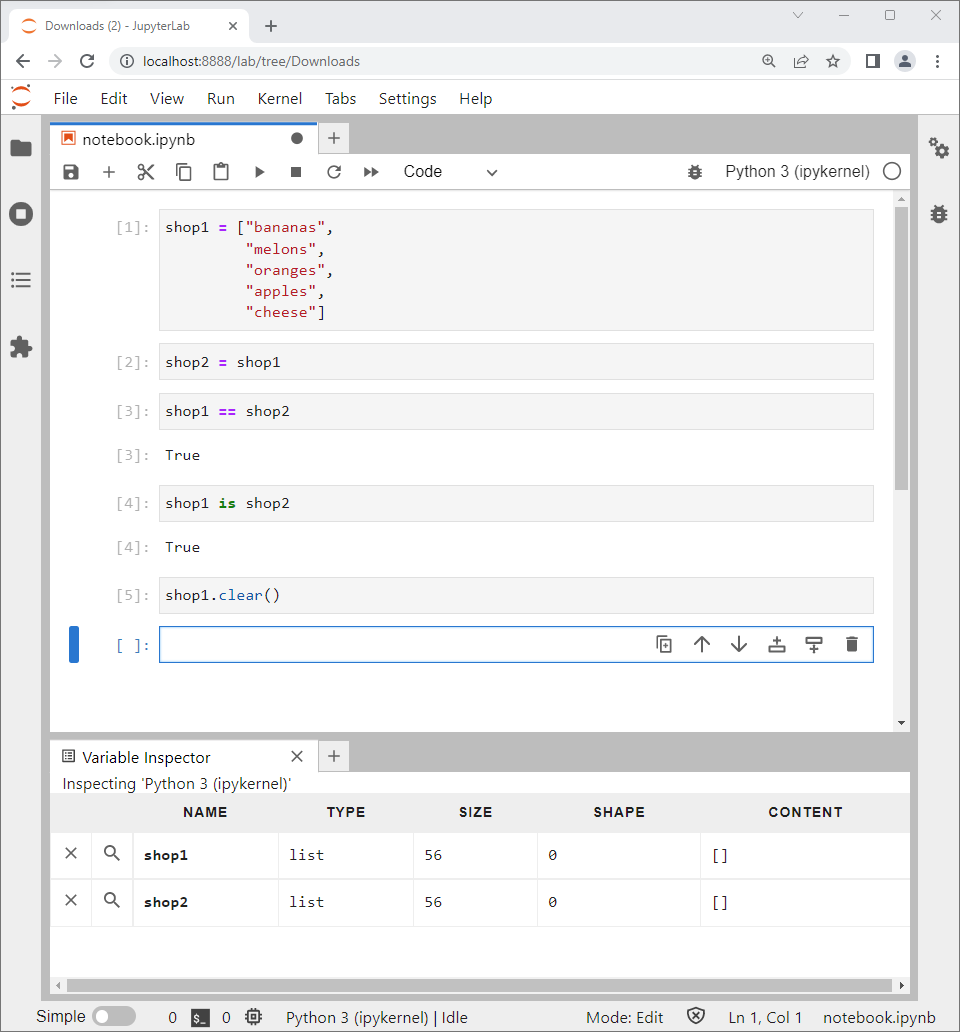 Downloads (2) - JupyterLab
localhost:8888/lab/tree/Downloads
File Edit View Run Kernel Tabs Settings Help
notebook.ipynb
Code Python 3 (ipykernel)
[1]: shop1 = ["bananas",
"melons",
"oranges",
"apples",
"cheese"]
[2]: shop2 = shop1
[3]: shop1 == shop2
[3]: True
[4]: shop1 is shop2
[4]: True
[5]: shop1.clear()
[ ]:
Variable Inspector
Inspecting 'Python 3 (ipykernel)'
NAME TYPE SIZE SHAPE CONTENT
shop1 list 56 0 []
shop2 list 56 0 []
Simple 0 $_ 0 Python 3 (ipykernel) | Idle Mode: Edit Ln 1, Col 1 notebook.ipynb